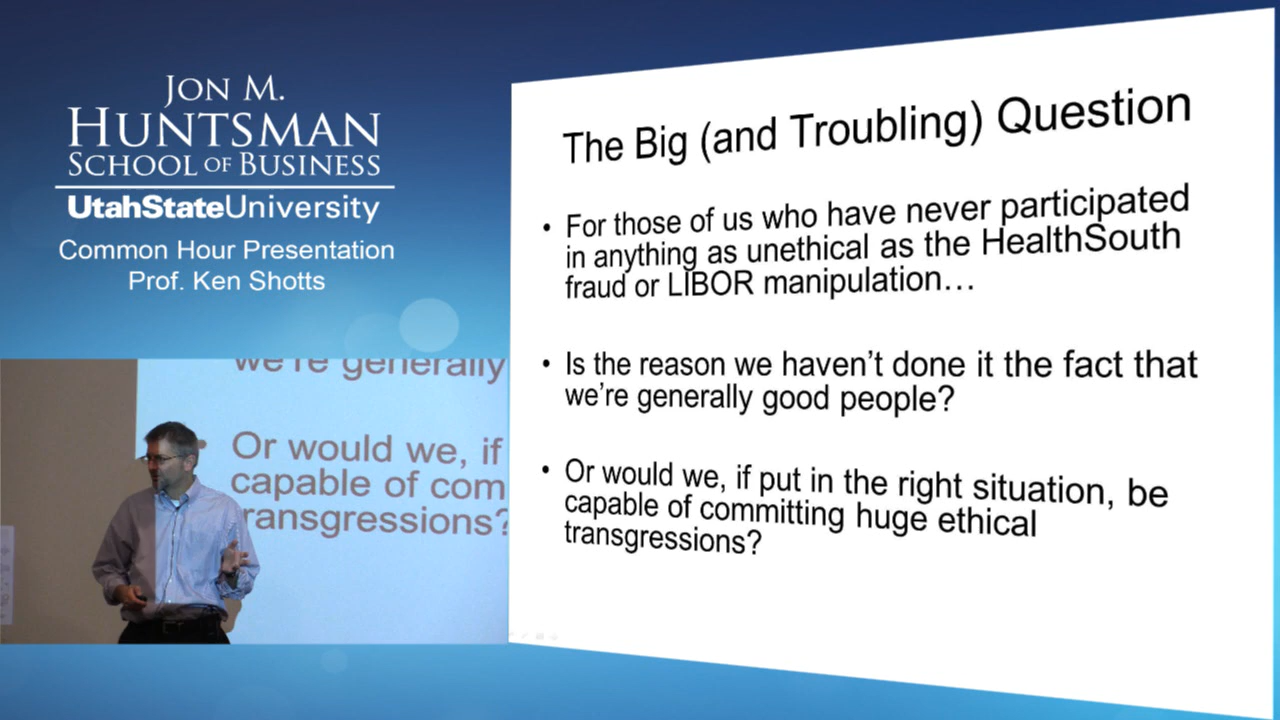 JON M.
HUNTSMAN
SCHOOL OF BUSINESS
UtahStateUniversity
Common Hour Presentation
Prof. Ken Shotts
we're generally
Or would we, if
capable of com
transgressions?
The Big (and Troubling) Question
• For those of us who have never participated
in anything as unethical as the HealthSouth
fraud or LIBOR manipulation…
• Is the reason we haven't done it the fact that
we're generally good people?
• Or would we, if put in the right situation, be
capable of committing huge ethical
transgressions?